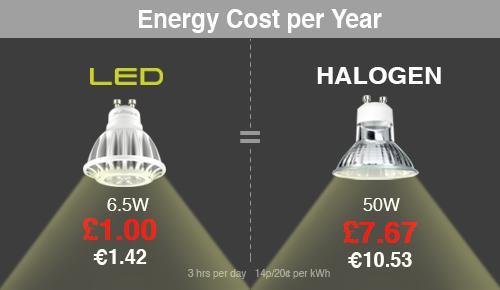 Energy Cost per Year
LED
HALOGEN
=
6.5W
50W
£1.00
£7.67
€1.42
€10.53
3 hrs per day 14p/20¢ per kWh